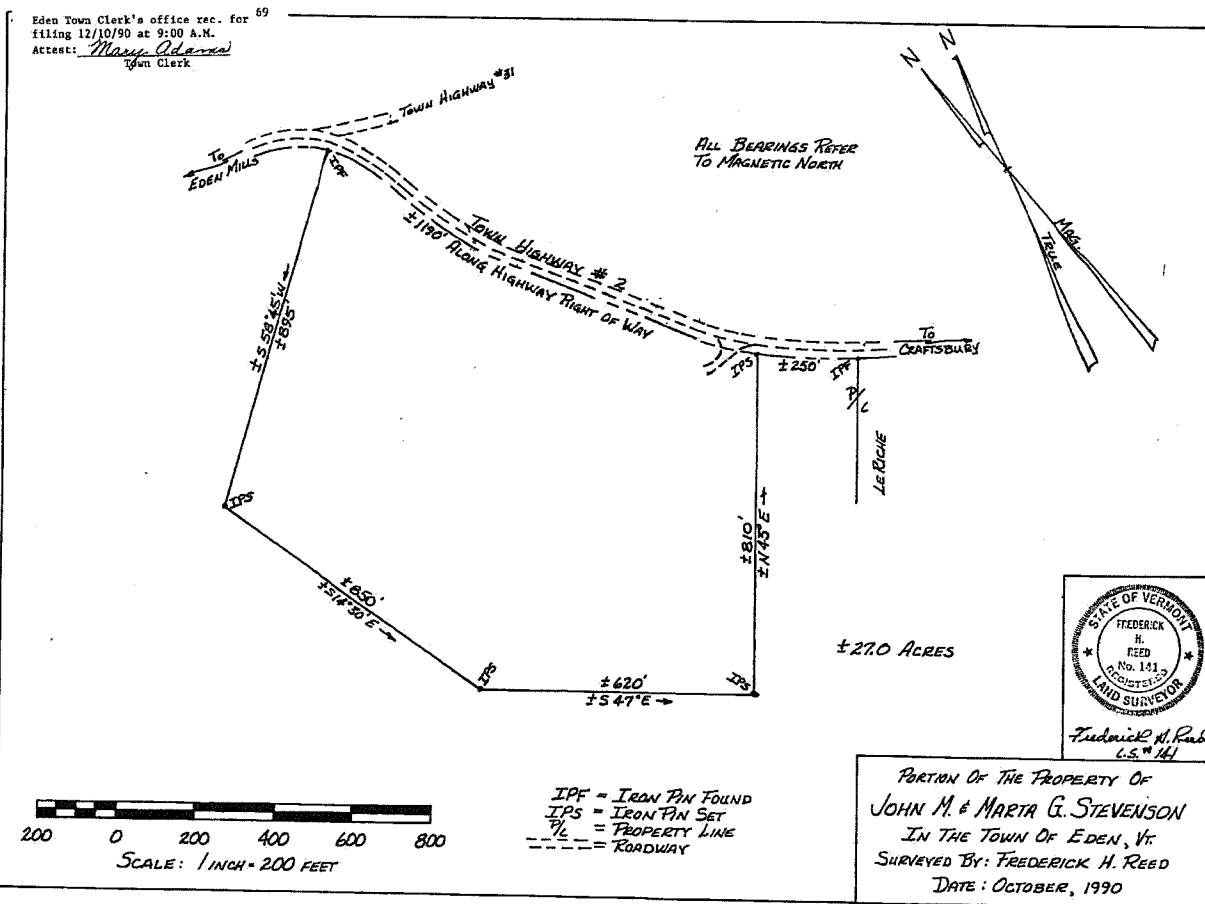 Eden Town Clerk's office rec. for
filing 12/10/90 at 9:00 A.M.
Attest: Mary Adams
Town Clerk
69
N
N
TOWN HIGHWAY #31
TO
EDEN MILLS
IPF
ALL BEARINGS REFER
TO MAGNETIC NORTH
MAG.
TRUE
TOWN HIGHWAY # 2
±1190' ALONG HIGHWAY RIGHT OF WAY
TO
CRAFTSBURY
IPS
±250'
IPF
P/L
LERICHE
±S 58°45' W
±895'
IPS
±850'
±S14°30' E
±810'
±N43°E
IPS
±620'
±S 47°E
IPS
±27.0 ACRES
STATE OF VERMONT
FREDERICK
H.
REED
No. 141
REGISTERED
LAND SURVEYOR
Frederick H. Reed
L.S. # 141
200 0 200 400 600 800
SCALE: 1 INCH = 200 FEET
IPF = IRON PIN FOUND
IPS = IRON PIN SET
P/L = PROPERTY LINE
= ROADWAY
PORTION OF THE PROPERTY OF
JOHN M. & MARTA G. STEVENSON
IN THE TOWN OF EDEN, VT.
SURVEYED BY: FREDERICK H. REED
DATE: OCTOBER, 1990